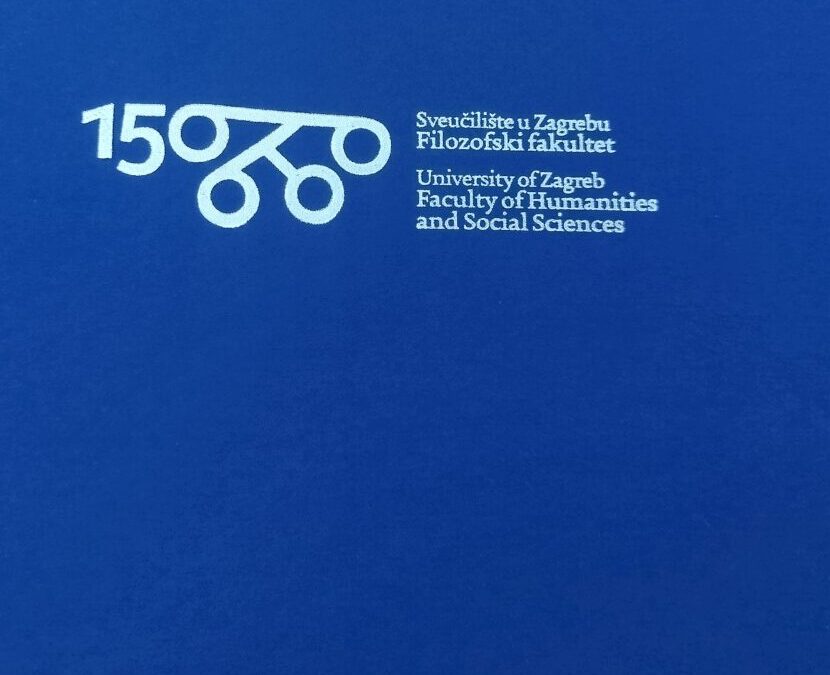 150
Sveučilište u Zagrebu
Filozofski fakultet
University of Zagreb
Faculty of Humanities
and Social Sciences